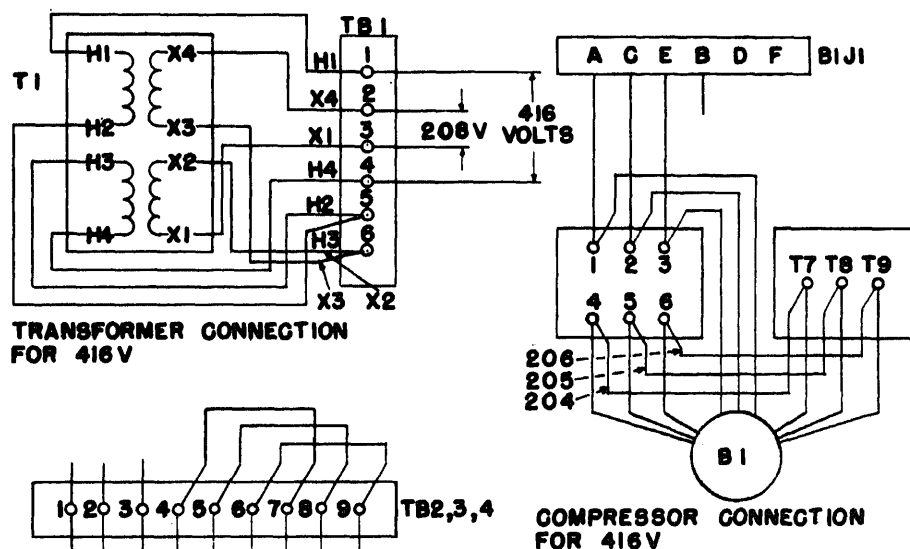 T1
H1
X4
H2
X3
H3
X2
H4
X1
TB1
H1
1
X4
2
X1
3
H4
4
H2
5
H3
6
X3
X2
208V
416
VOLTS
TRANSFORMER CONNECTION
FOR 416V
A C E B D F
B1J1
1 2 3
4 5 6
T7 T8 T9
206
205
204
B1
COMPRESSOR CONNECTION
FOR 416V
1 2 3 4 5 6 7 8 9
TB2,3,4